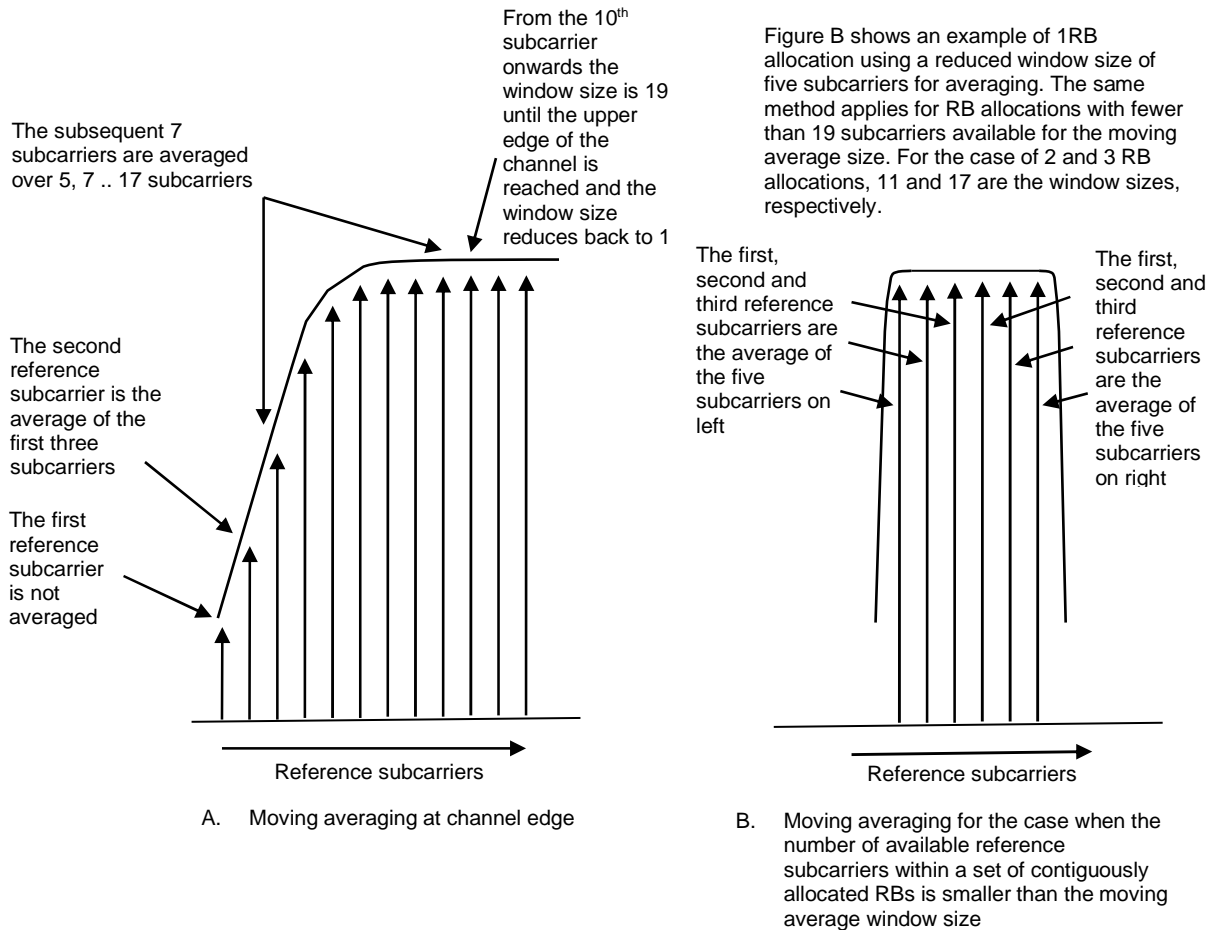 From the 10th
subcarrier
onwards the
window size is 19
until the upper
edge of the
channel is
reached and the
window size
reduces back to 1
The subsequent 7
subcarriers are averaged
over 5, 7 .. 17 subcarriers
The second
reference
subcarrier is the
average of the
first three
subcarriers
The first
reference
subcarrier
is not
averaged
Reference subcarriers
A. Moving averaging at channel edge
Figure B shows an example of 1RB
allocation using a reduced window size of
five subcarriers for averaging. The same
method applies for RB allocations with fewer
than 19 subcarriers available for the moving
average size. For the case of 2 and 3 RB
allocations, 11 and 17 are the window sizes,
respectively.
The first,
second and
third reference
subcarriers are
the average of
the five
subcarriers on
left
The first,
second and
third
reference
subcarriers
are the
average of
the five
subcarriers
on right
Reference subcarriers
B. Moving averaging for the case when the
number of available reference
subcarriers within a set of contiguously
allocated RBs is smaller than the moving
average window size